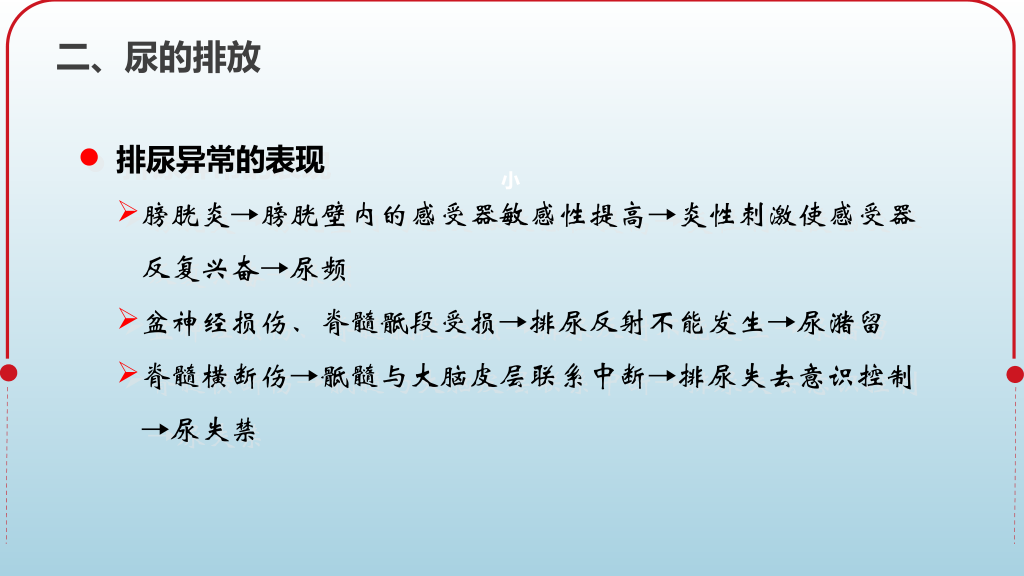 二、尿的排放
排尿异常的表现
小
膀胱炎→膀胱壁内的感受器敏感性提高→炎性刺激使感受器
反复兴奋→尿频
盆神经损伤、脊髓骶段受损→排尿反射不能发生→尿潴留
脊髓横断伤→骶髓与大脑皮层联系中断→排尿失去意识控制
→尿失禁